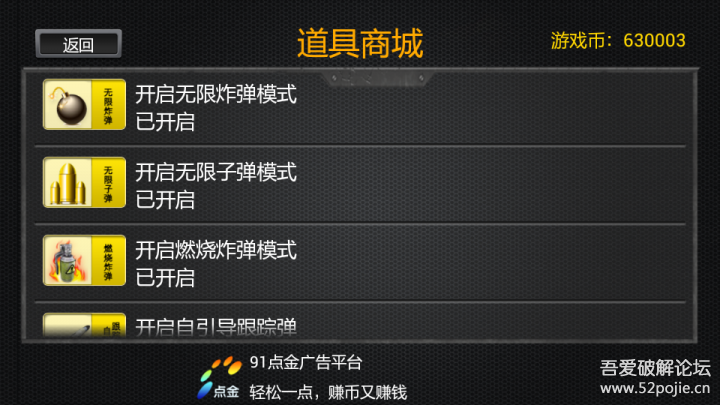 返回
道具商城
游戏币：630003
无限炸弹
开启无限炸弹模式
已开启
无限子弹
开启无限子弹模式
已开启
燃烧炸弹
开启燃烧炸弹模式
已开启
开启自引导跟踪弹
点金
91点金广告平台
轻松一点，赚币又赚钱
吾爱破解论坛
www.52pojie.cn